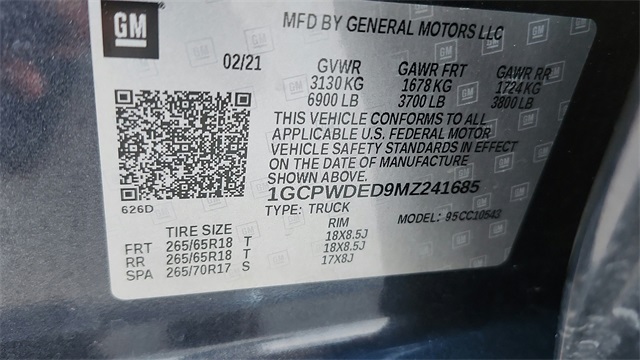 GM
MFD BY GENERAL MOTORS LLC
02/21 GVWR GAWR FRT GAWR RR
3130 KG 1678 KG 1724 KG
6900 LB 3700 LB 3800 LB
THIS VEHICLE CONFORMS TO ALL
APPLICABLE U.S. FEDERAL MOTOR
VEHICLE SAFETY STANDARDS IN EFFECT
ON THE DATE OF MANUFACTURE
SHOWN ABOVE.
1GCPWDED9MZ241685
626D
TYPE: TRUCK MODEL: 95CC10543
TIRE SIZE RIM
FRT 265/65R18 T 18X8.5J
RR 265/65R18 T 18X8.5J
SPA 265/70R17 S 17X8J